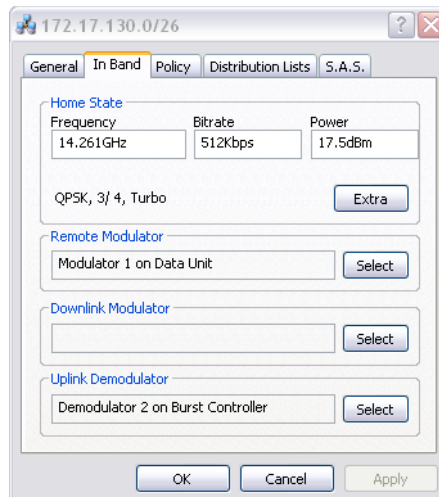 172.17.130.0/26
General In Band Policy Distribution Lists S.A.S.
Home State
Frequency Bitrate Power
14.261GHz 512Kbps 17.5dBm
QPSK, 3/ 4, Turbo Extra
Remote Modulator
Modulator 1 on Data Unit Select
Downlink Modulator
Select
Uplink Demodulator
Demodulator 2 on Burst Controller Select
OK Cancel Apply